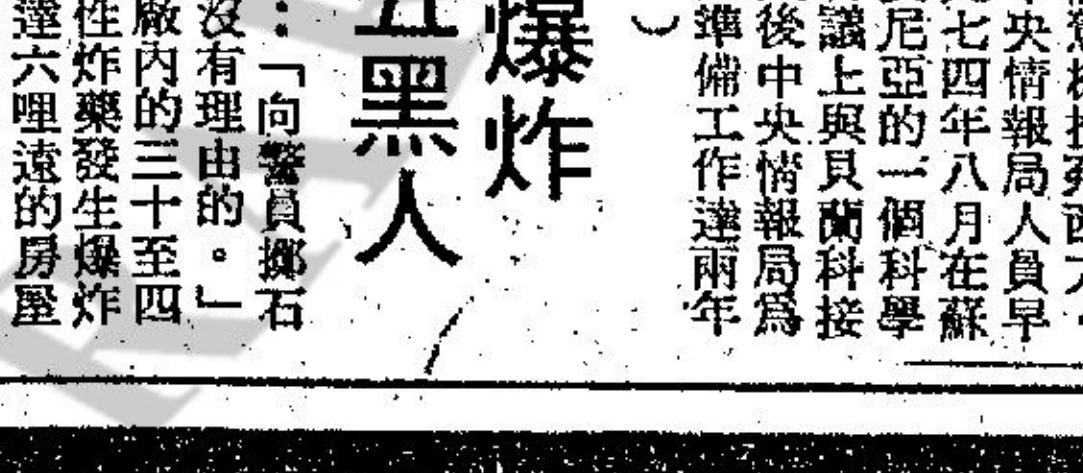 央情報局人員早
七四年八月在蘇
尼亞的一個科學
議上與貝蘭科接
後中央情報局爲
準備工作達兩年
）
爆炸
五黑人
：「向警員擲石
沒有理由的。」
廠內的三十至四
性炸藥發生爆炸
達六哩遠的房屋